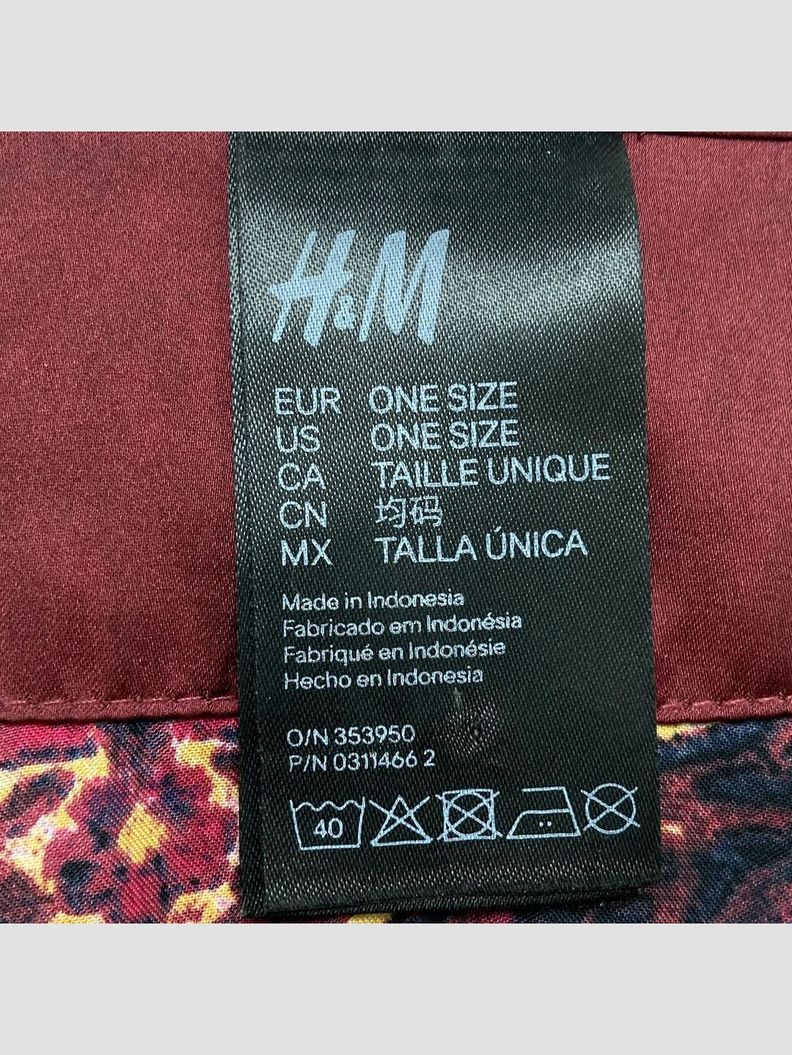 H&M
EUR ONE SIZE
US ONE SIZE
CA TAILLE UNIQUE
CN 均码
MX TALLA ÚNICA
Made in Indonesia
Fabricado em Indonésia
Fabriqué en Indonésie
Hecho en Indonesia
O/N 353950
P/N 0311466 2
40